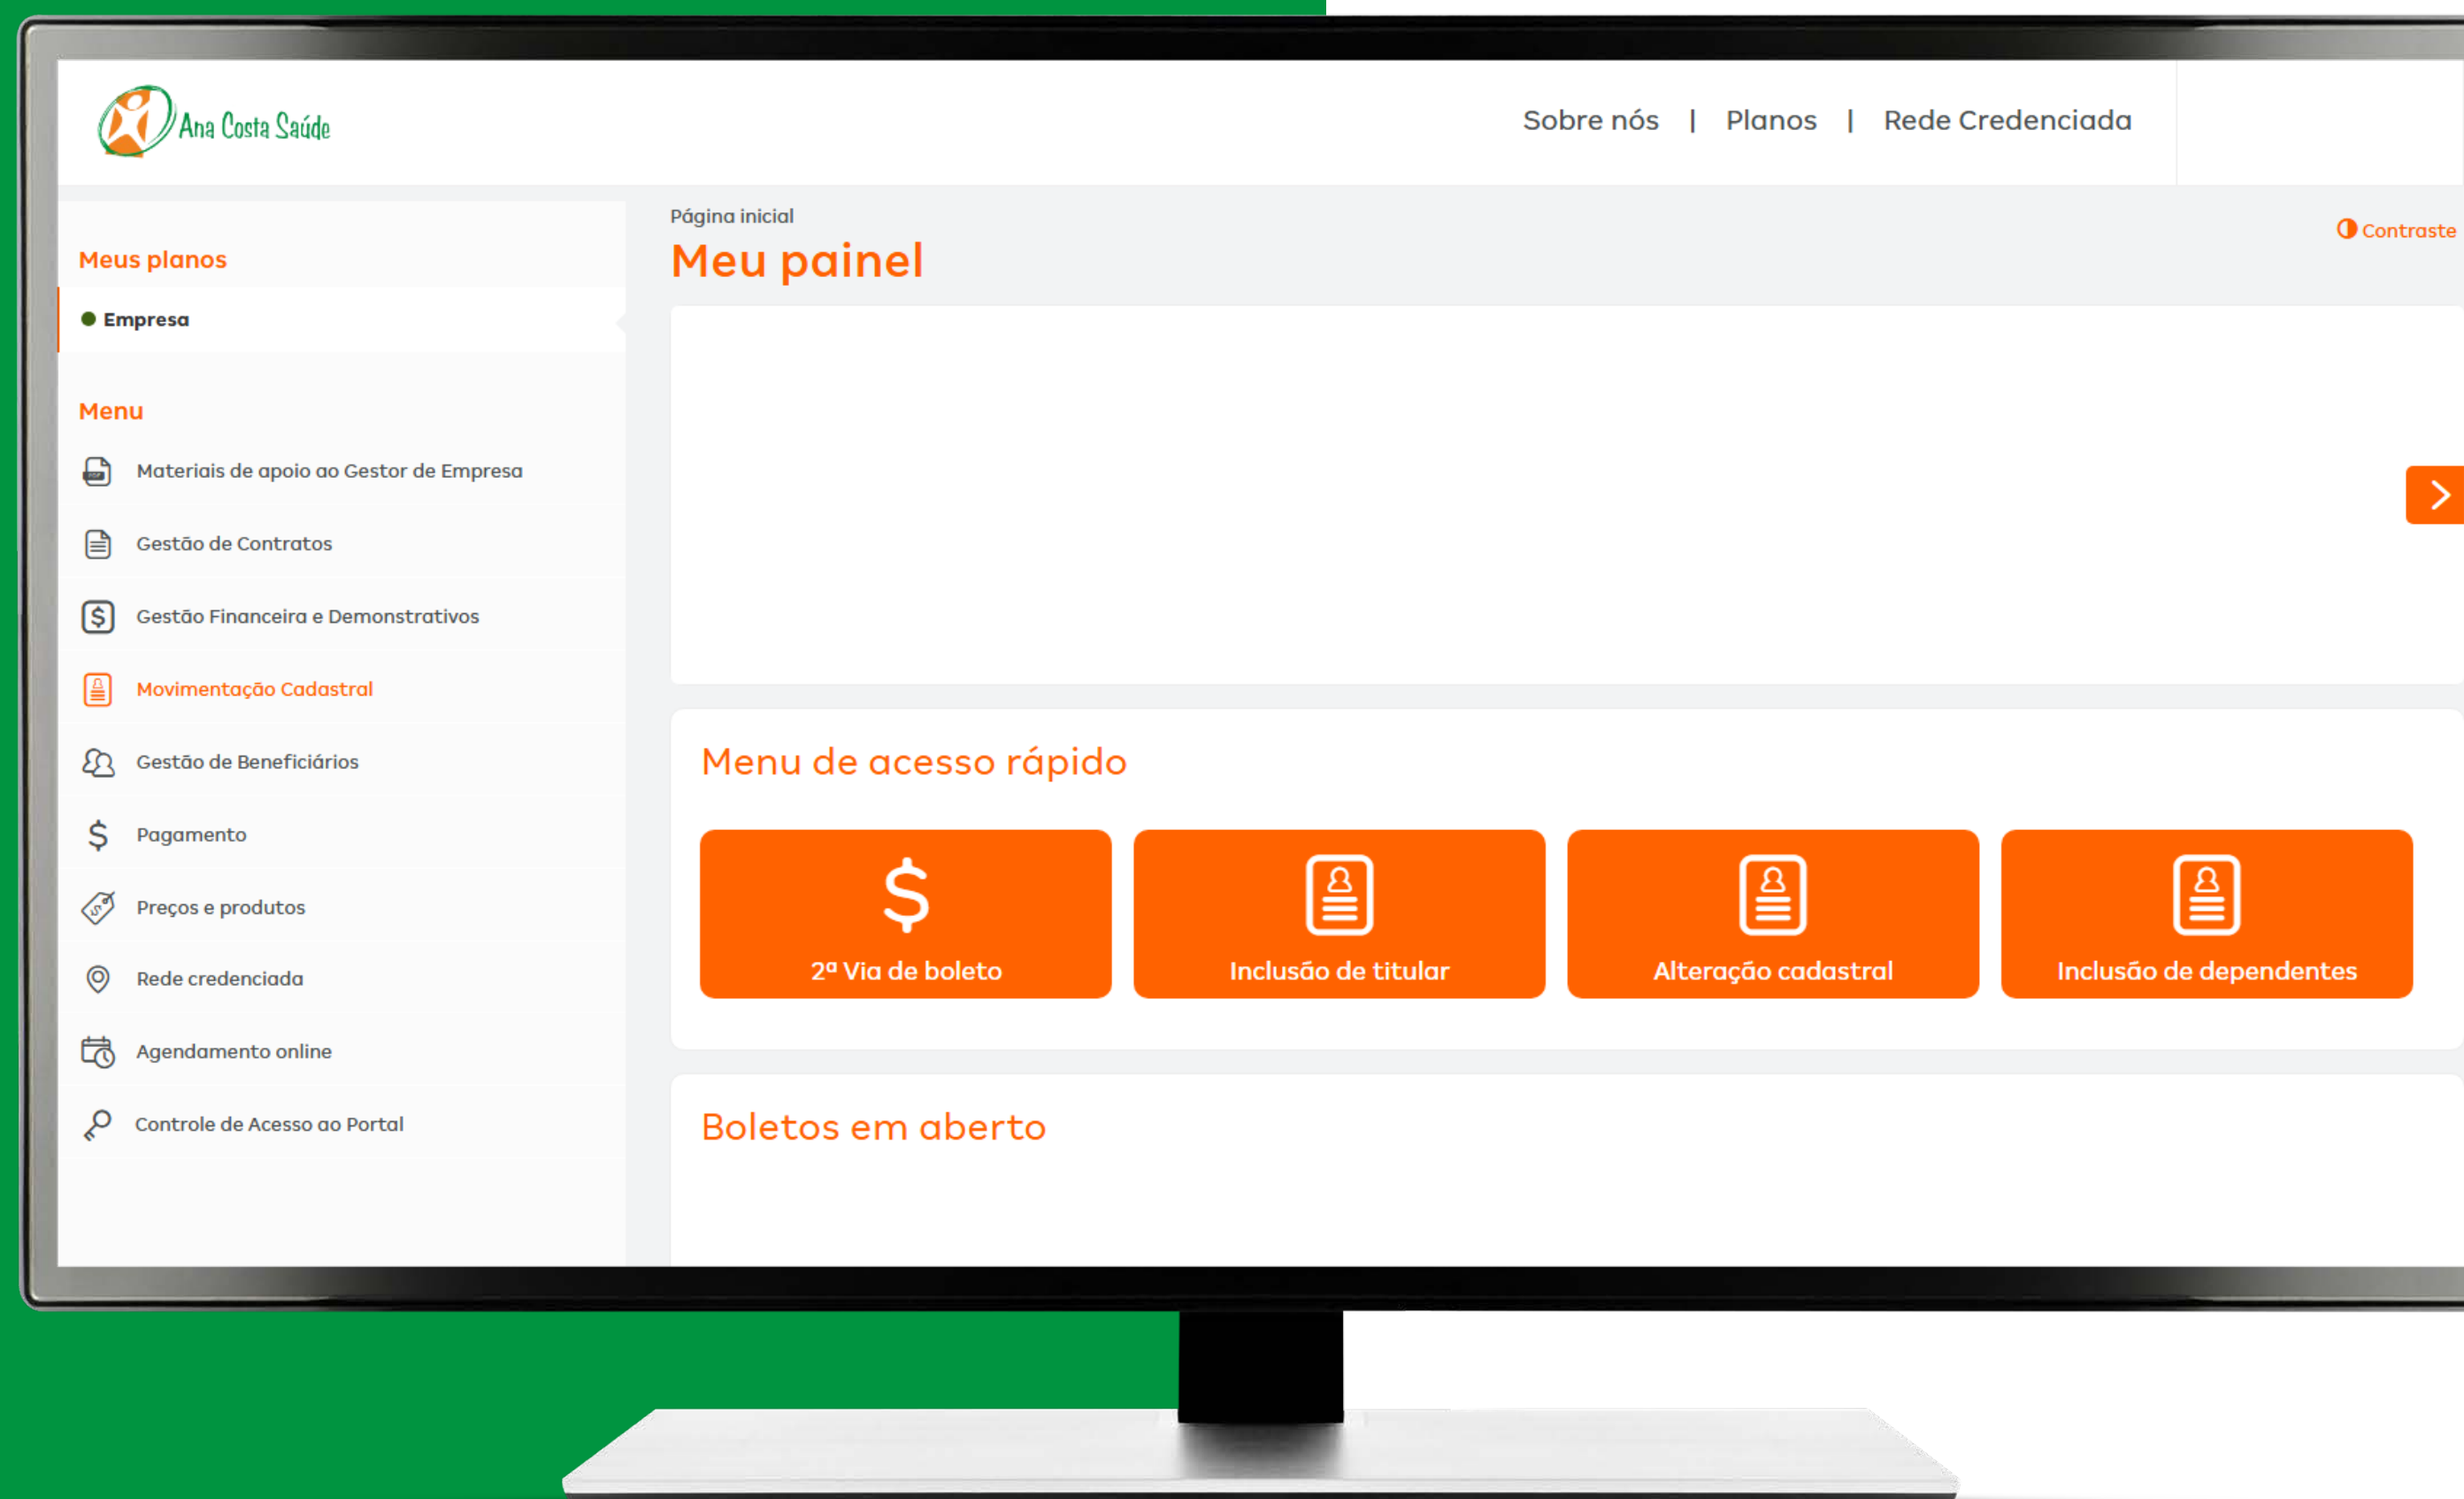 Ana Costa Saúde
Sobre nós | Planos | Rede Credenciada
Meus planos
Empresa
Menu
Materiais de apoio ao Gestor de Empresa
Gestão de Contratos
Gestão Financeira e Demonstrativos
Movimentação Cadastral
Gestão de Beneficiários
Pagamento
Preços e produtos
Rede credenciada
Agendamento online
Controle de Acesso ao Portal
Página inicial
Meu painel
Contraste
Menu de acesso rápido
2ª Via de boleto
Inclusão de titular
Alteração cadastral
Inclusão de dependentes
Boletos em aberto